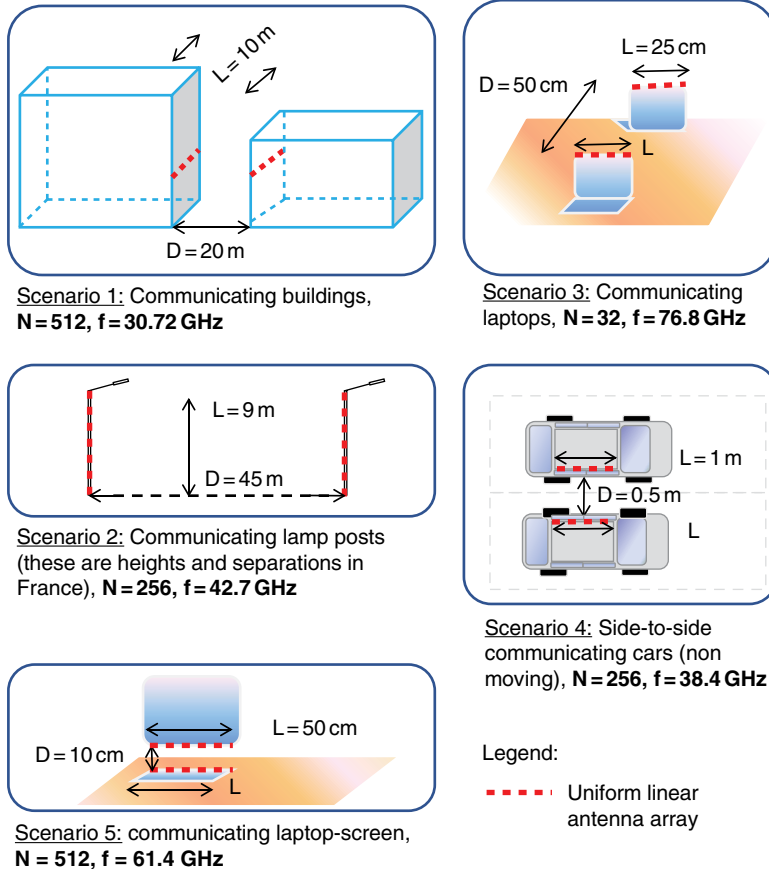 L = 10 m
D = 20 m
Scenario 1: Communicating buildings,
N = 512, f = 30.72 GHz
L = 9 m
D = 45 m
Scenario 2: Communicating lamp posts
(these are heights and separations in
France), N = 256, f = 42.7 GHz
L = 50 cm
D = 10 cm
L
Scenario 5: communicating laptop-screen,
N = 512, f = 61.4 GHz
L = 25 cm
D = 50 cm
L
Scenario 3: Communicating
laptops, N = 32, f = 76.8 GHz
L = 1 m
D = 0.5 m
L
Scenario 4: Side-to-side
communicating cars (non
moving), N = 256, f = 38.4 GHz
Legend:
Uniform linear
antenna array